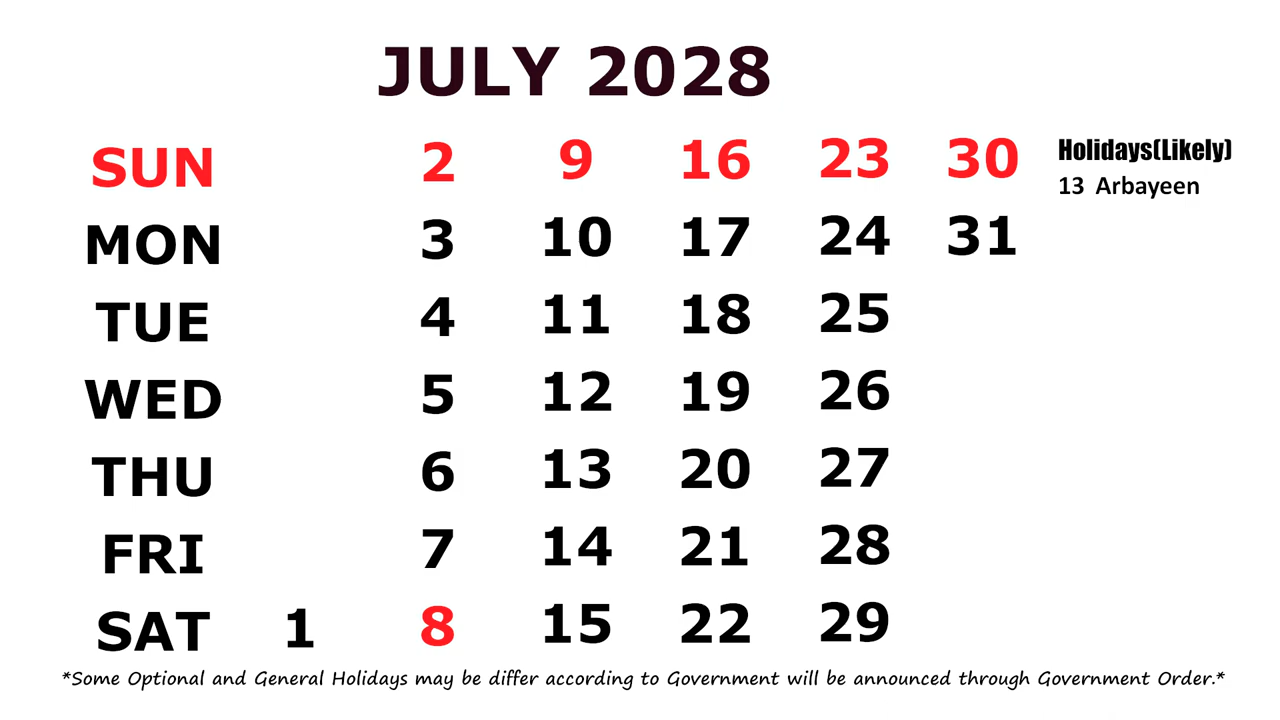 JULY 2028
SUN 2 9 16 23 30
MON 3 10 17 24 31
TUE 4 11 18 25
WED 5 12 19 26
THU 6 13 20 27
FRI 7 14 21 28
SAT 1 8 15 22 29
Holidays(Likely)
13 Arbayeen
*Some Optional and General Holidays may be differ according to Government will be announced through Government Order.*